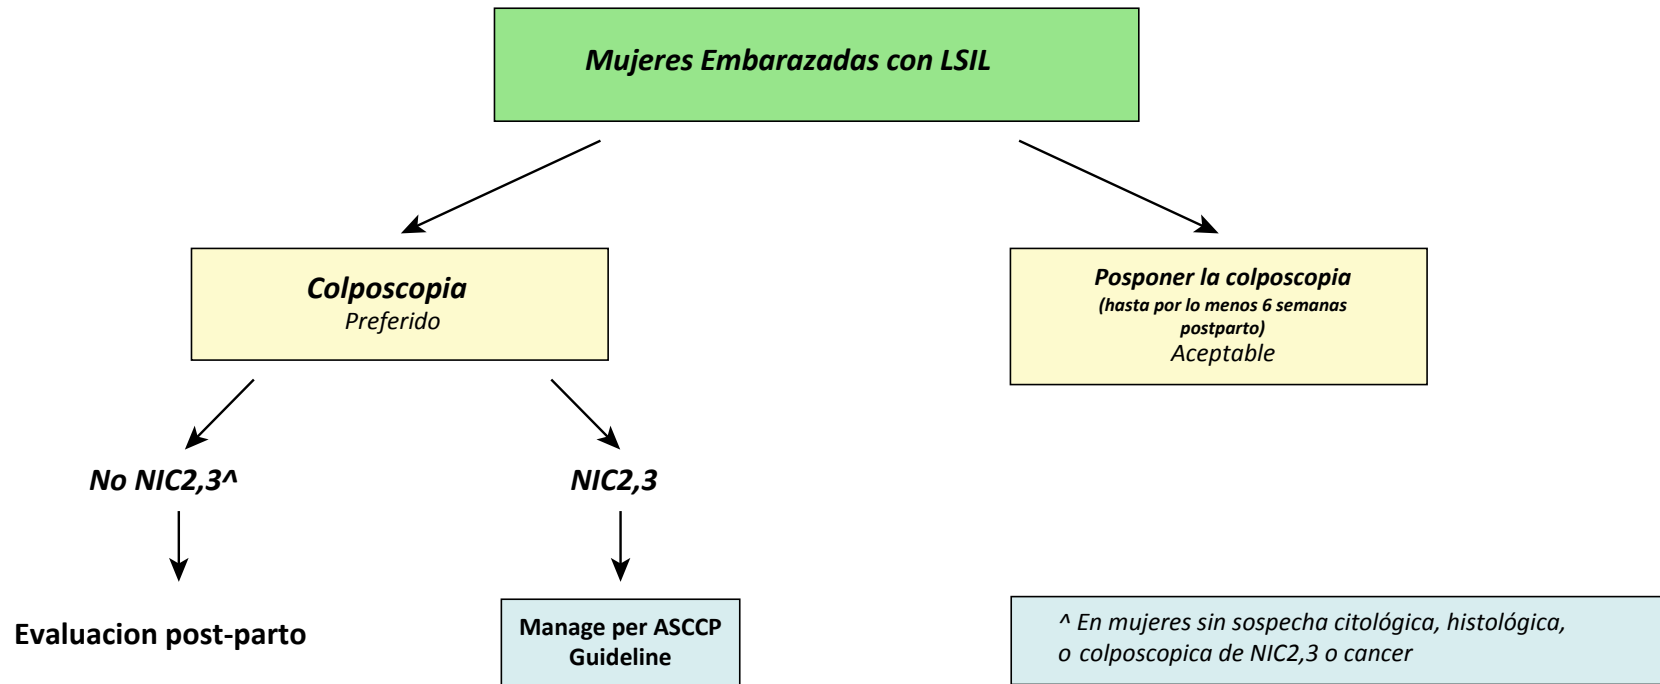 Mujeres Embarazadas con LSIL
Colposcopia
Preferido
Posponer la colposcopia
(hasta por lo menos 6 semanas
postparto)
Aceptable
No NIC2,3^
NIC2,3
Evaluacion post-parto
Manage per ASCCP
Guideline
^ En mujeres sin sospecha citológica, histológica,
o colposcopica de NIC2,3 o cancer